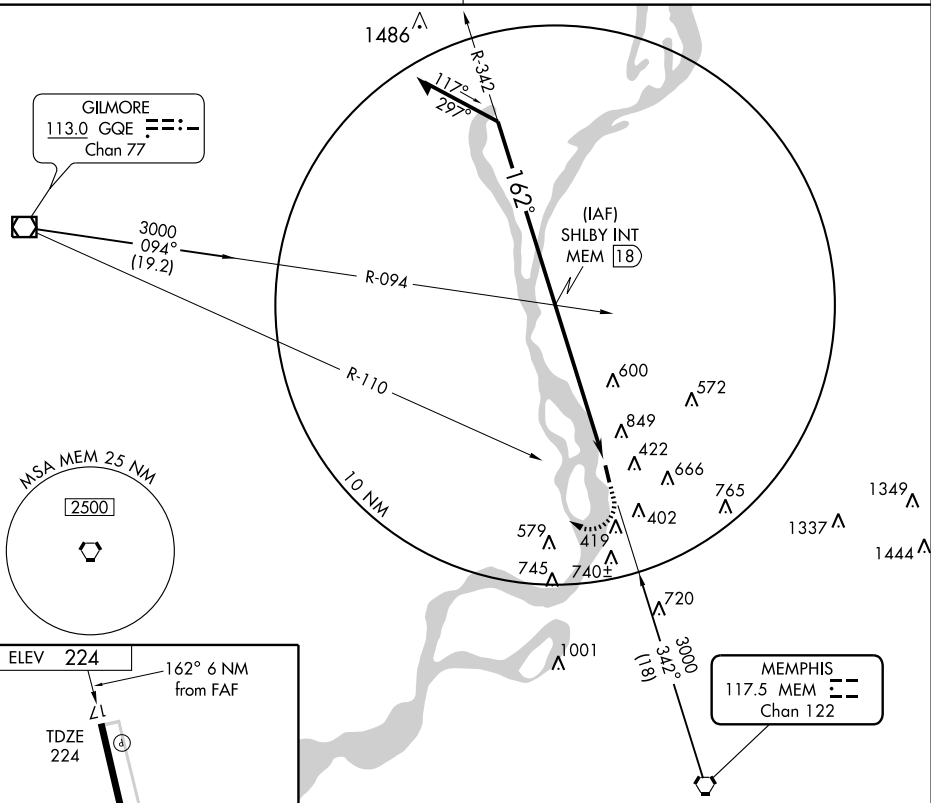 1486
R-342
117°
297°
GILMORE
113.0 GQE
Chan 77
162°
3000
094°
(19.2)
(IAF)
SHLBY INT
MEM 18
R-094
R-110
600
572
849
422
666
MSA MEM 25 NM
2500
10 NM
765
1349
402
1337
579
419
1444
745
740±
720
1001
3000
342°
(18)
MEMPHIS
117.5 MEM
Chan 122
ELEV 224
162° 6 NM
from FAF
17
TDZE
224
P